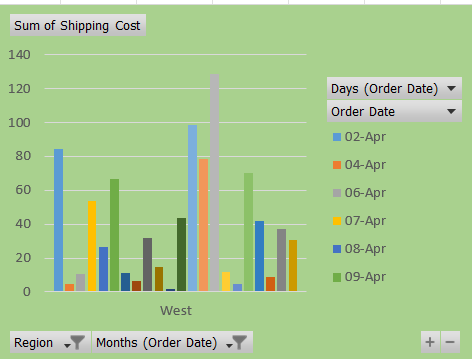 Sum of Shipping Cost
140
120
100
80
60
40
20
0
West
Days (Order Date)
Order Date
02-Apr
04-Apr
06-Apr
07-Apr
08-Apr
09-Apr
Region
Months (Order Date)
+ −